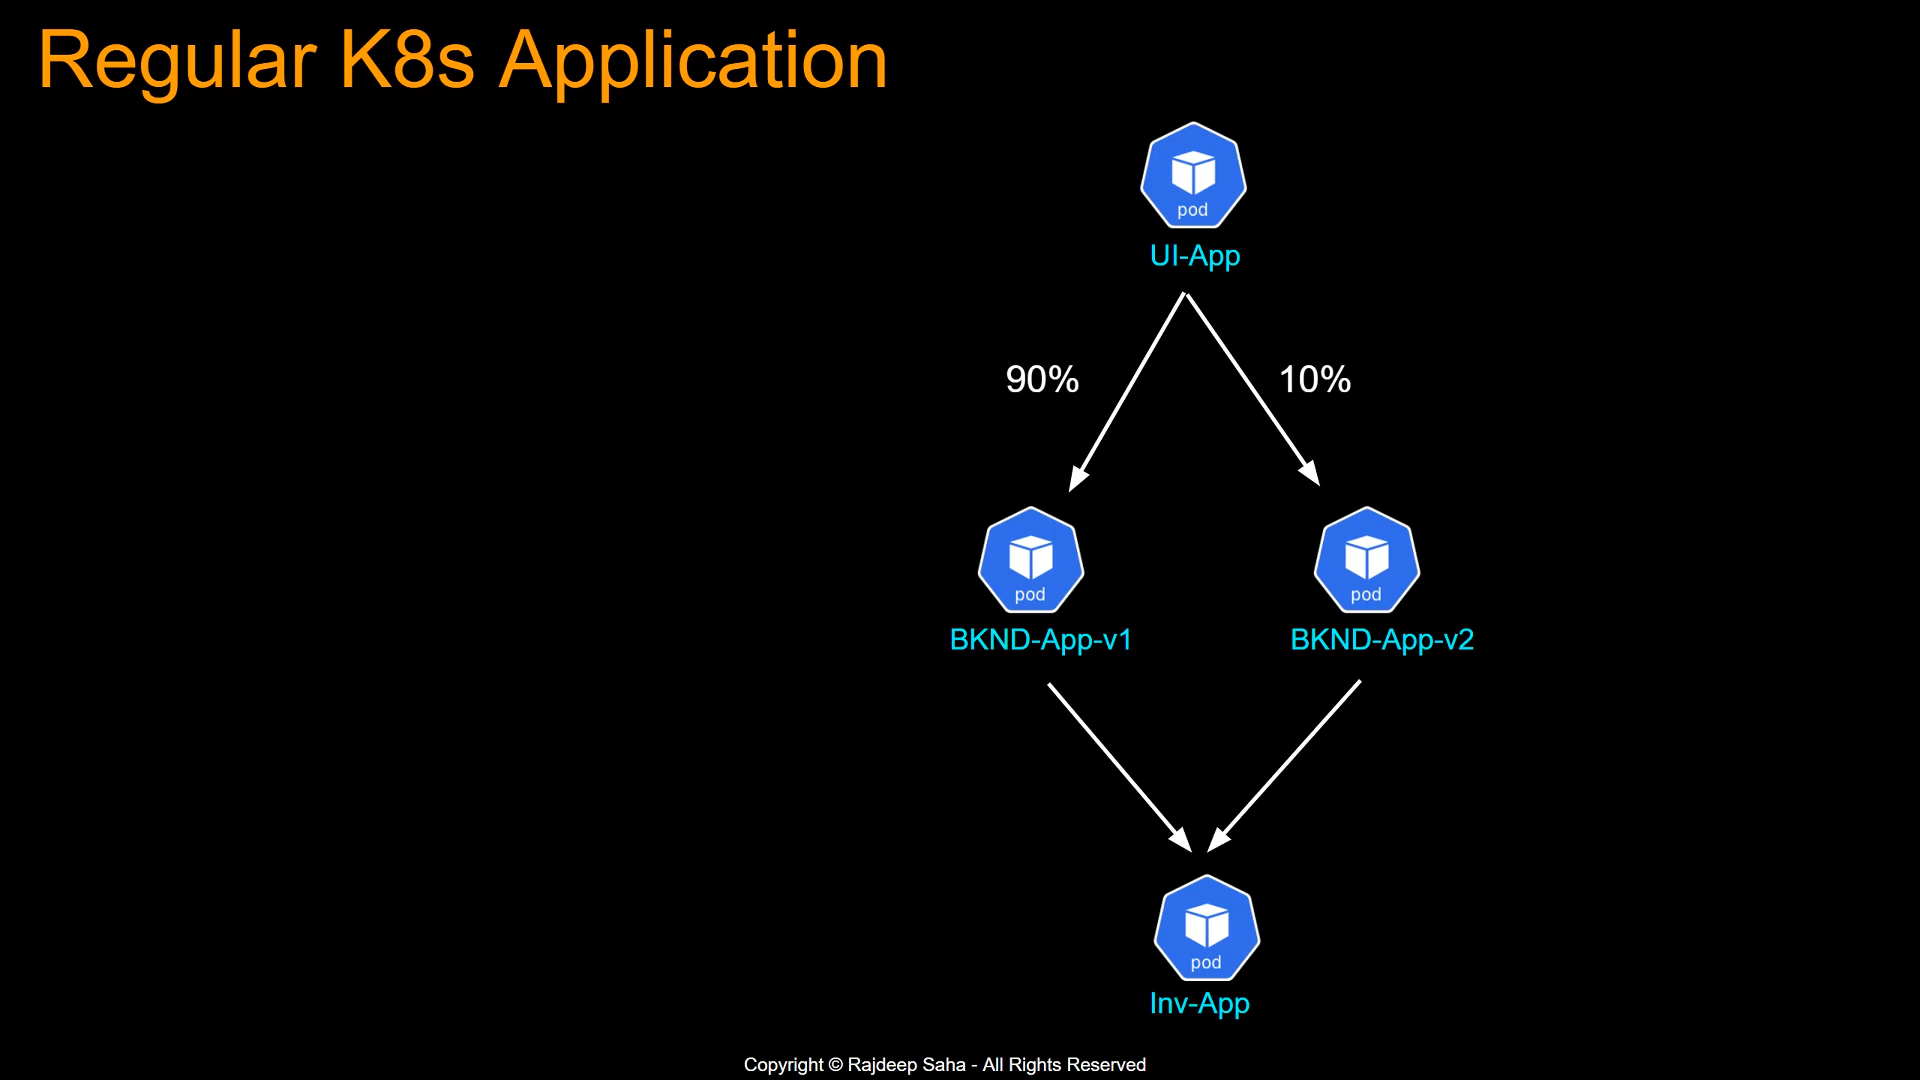 Regular K8s Application
pod
UI-App
90%
10%
pod
pod
BKND-App-v1
BKND-App-v2
pod
Inv-App
Copyright © Rajdeep Saha - All Rights Reserved